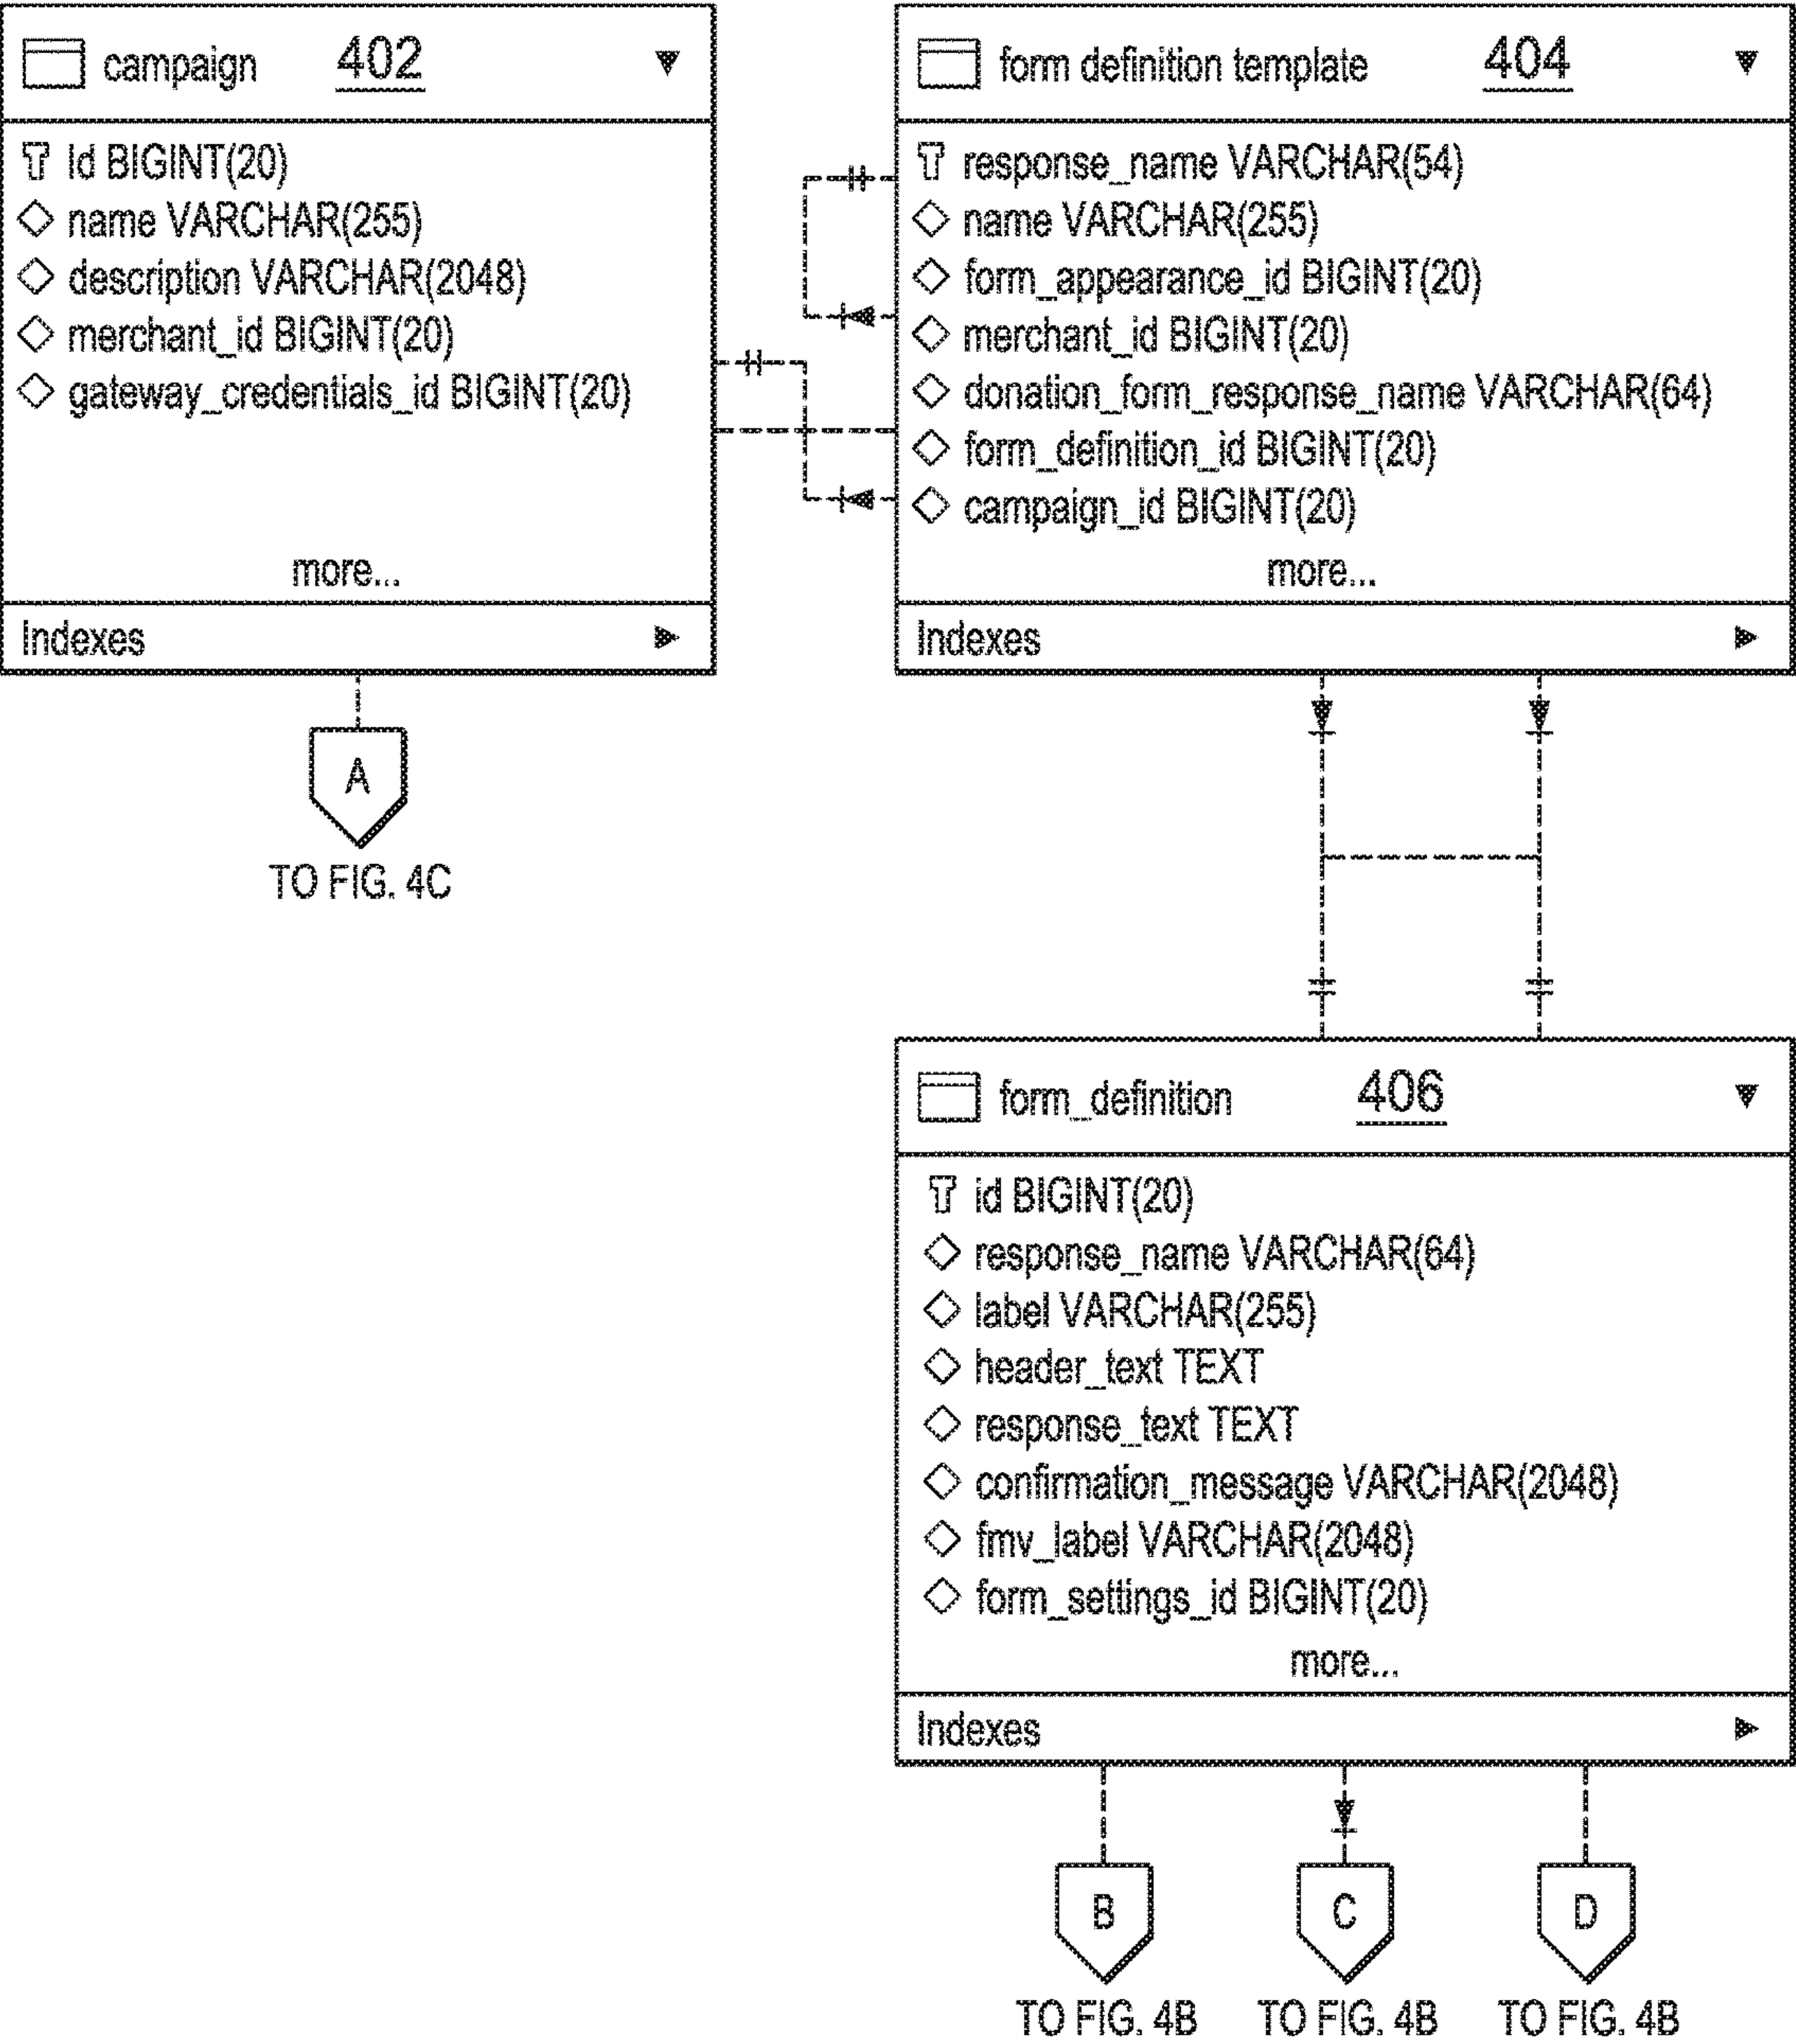 campaign 402
Id BIGINT(20)
name VARCHAR(255)
description VARCHAR(2048)
merchant_id BIGINT(20)
gateway_credentials_id BIGINT(20)
more...
Indexes
A
TO FIG. 4C
form definition template 404
response_name VARCHAR(54)
name VARCHAR(255)
form_appearance_id BIGINT(20)
merchant_id BIGINT(20)
donation_form_response_name VARCHAR(64)
form_definition_id BIGINT(20)
campaign_id BIGINT(20)
more...
Indexes
form_definition 406
id BIGINT(20)
response_name VARCHAR(64)
label VARCHAR(255)
header_text TEXT
response_text TEXT
confirmation_message VARCHAR(2048)
fmv_label VARCHAR(2048)
form_settings_id BIGINT(20)
more...
Indexes
B C D
TO FIG. 4B TO FIG. 4B TO FIG. 4B